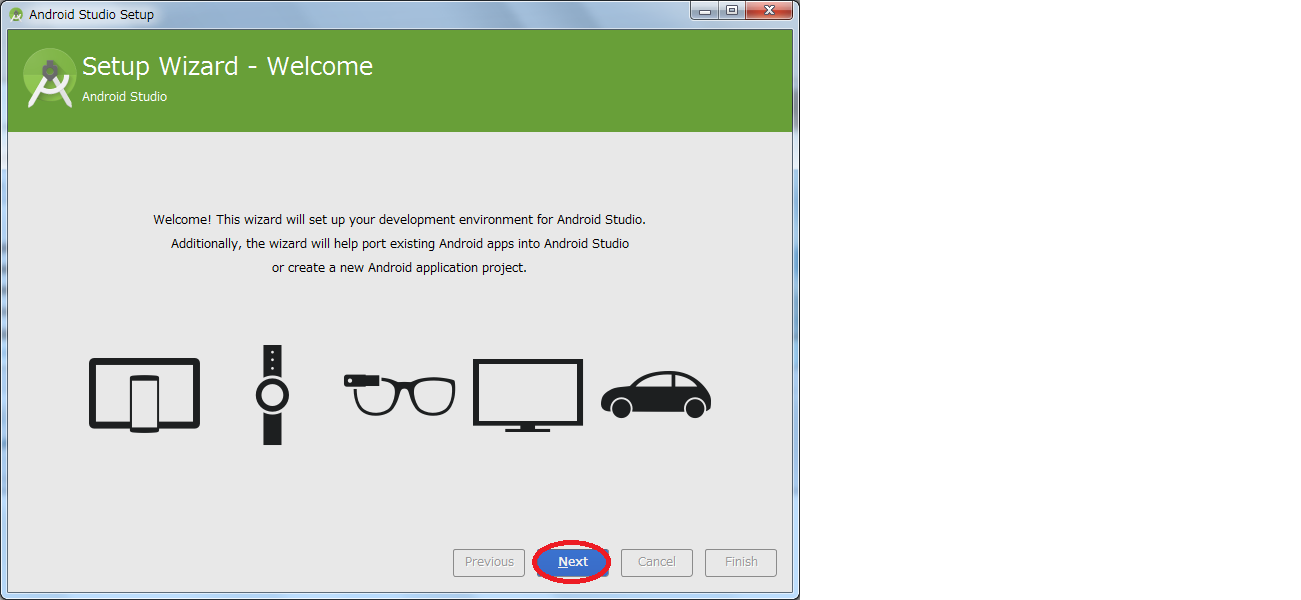 Android Studio Setup
Setup Wizard - Welcome
Android Studio
Welcome! This wizard will set up your development environment for Android Studio.
Additionally, the wizard will help port existing Android apps into Android Studio
or create a new Android application project.
Previous Next Cancel Finish